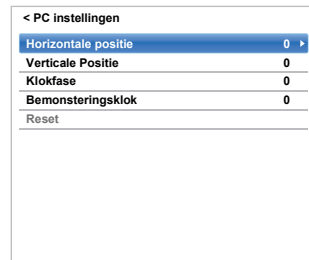 < PC instellingen
Horizontale positie 0
Verticale Positie 0
Klokfase 0
Bemonsteringsklok 0
Reset